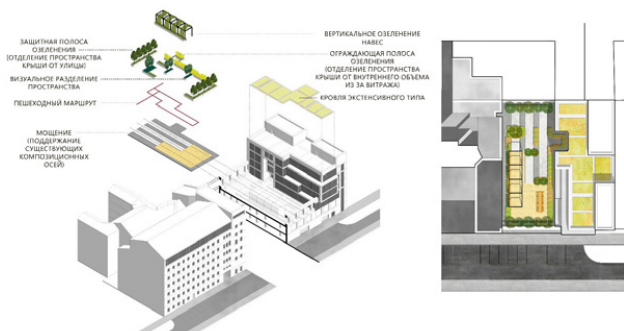 ЗАЩИТНАЯ ПОЛОСА
ОЗЕЛЕНЕНИЯ
(ОТДЕЛЕНИЕ ПРОСТРАНСТВА
КРЫШИ ОТ УЛИЦЫ)
ВИЗУАЛЬНОЕ РАЗДЕЛЕНИЕ
ПРОСТРАНСТВА
ПЕШЕХОДНЫЙ МАРШРУТ
МОЩЕНИЕ
(ПОДДЕРЖАНИЕ
СУЩЕСТВУЮЩИХ
КОМПОЗИЦИОННЫХ
ОСЕЙ)
ВЕРТИКАЛЬНОЕ ОЗЕЛЕНЕНИЕ
НАВЕС
ОГРАЖДАЮЩАЯ ПОЛОСА
ОЗЕЛЕНЕНИЯ
(ОТДЕЛЕНИЕ ПРОСТРАНСТВА
КРЫШИ ОТ ВНУТРЕННЕГО ОБЪЕМА
ИЗ ЗА ВИТРАЖА)
КРОВЛЯ ЭКСТЕНСИВНОГО ТИПА